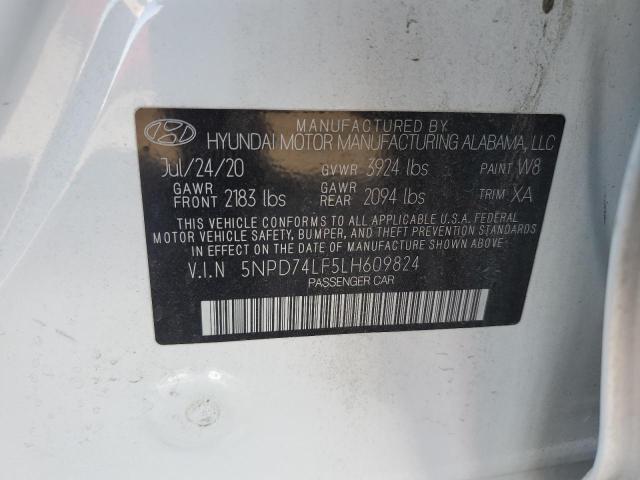 MANUFACTURED BY
HYUNDAI MOTOR MANUFACTURING ALABAMA, LLC
Jul/24/20 GVWR 3924 lbs PAINT W8
GAWR FRONT 2183 lbs GAWR REAR 2094 lbs TRIM XA
THIS VEHICLE CONFORMS TO ALL APPLICABLE U.S.A. FEDERAL
MOTOR VEHICLE SAFETY, BUMPER, AND THEFT PREVENTION STANDARDS
IN EFFECT ON THE DATE OF MANUFACTURE SHOWN ABOVE.
V.I.N 5NPD74LF5LH609824
PASSENGER CAR